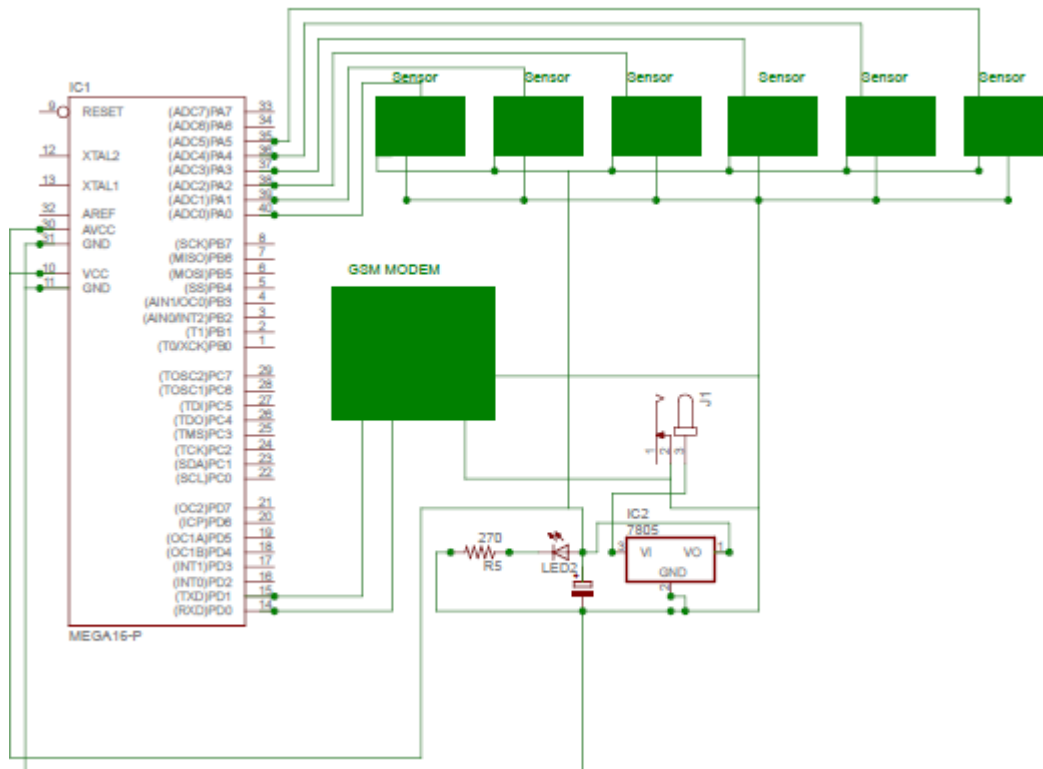 Sensor
Sensor
Sensor
Sensor
Sensor
Sensor
IC1
9 RESET (ADC7)PA7 33
(ADC6)PA6 34
(ADC5)PA5 35
12 XTAL2 (ADC4)PA4 36
(ADC3)PA3 37
13 XTAL1 (ADC2)PA2 38
(ADC1)PA1 39
32 AREF (ADC0)PA0 40
30 AVCC
31 GND (SCK)PB7 8
(MISO)PB6 7
10 VCC (MOSI)PB5 6
11 GND (SS)PB4 5
(AIN1/OC0)PB3 4
(AIN0/INT2)PB2 3
(T1)PB1 2
(T0/XCK)PB0 1
(TOSC2)PC7 29
(TOSC1)PC6 28
(TDI)PC5 27
(TDO)PC4 26
(TMS)PC3 25
(TCK)PC2 24
(SDA)PC1 23
(SCL)PC0 22
(OC2)PD7 21
(ICP)PD6 20
(OC1A)PD5 19
(OC1B)PD4 18
(INT1)PD3 17
(INT0)PD2 16
(TXD)PD1 15
(RXD)PD0 14
MEGA16-P
GSM MODEM
J1
1 2 3
270
R5
LED2
+
IC2
7805
3 VI VO 1
GND
2